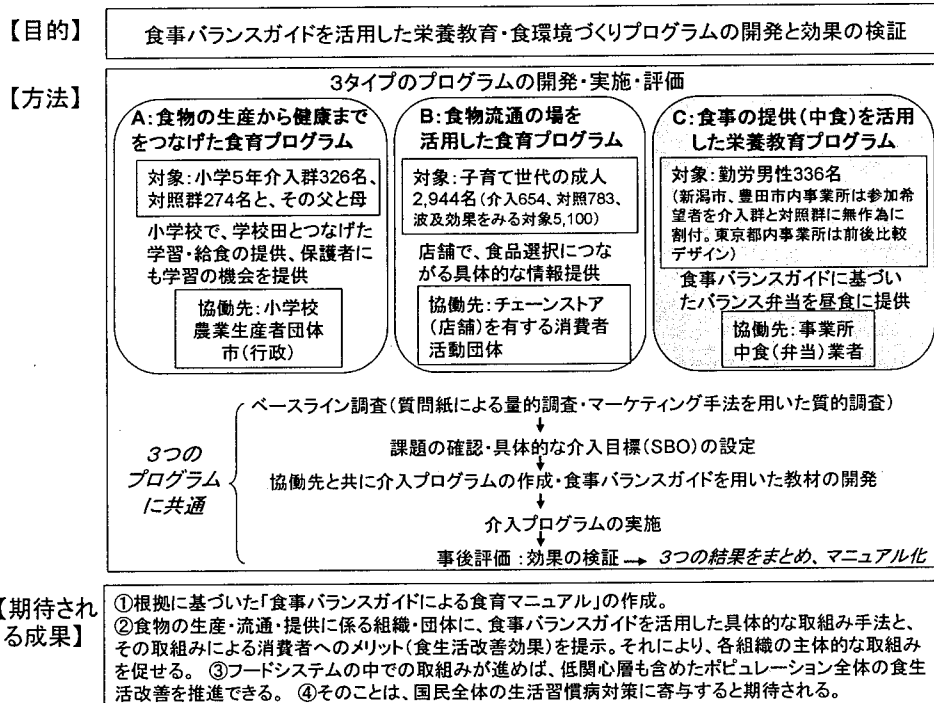 【目的】
食事バランスガイドを活用した栄養教育・食環境づくりプログラムの開発と効果の検証
【方法】
3タイプのプログラムの開発・実施・評価
A:食物の生産から健康まで
をつなげた食育プログラム
対象:小学5年介入群326名、
対照群274名と、その父と母
小学校で、学校田とつなげた
学習・給食の提供、保護者に
も学習の機会を提供
協働先:小学校
農業生産者団体
市(行政)
B:食物流通の場を
活用した食育プログラム
対象:子育て世代の成人
2,944名(介入654、対照783、
波及効果をみる対象5,100)
店舗で、食品選択につな
がる具体的な情報提供
協働先:チェーンストア
(店舗)を有する消費者
活動団体
C:食事の提供(中食)を活用
した栄養教育プログラム
対象:勤労男性336名
(新潟市、豊田市内事業所は参加希
望者を介入群と対照群に無作為に
割付。東京都内事業所は前後比較
デザイン)
食事バランスガイドに基づい
たバランス弁当を昼食に提供
協働先:事業所
中食(弁当)業者
3つの
プログラム
に共通
ベースライン調査(質問紙による量的調査・マーケティング手法を用いた質的調査)
↓
課題の確認・具体的な介入目標(SBO)の設定
↓
協働先と共に介入プログラムの作成・食事バランスガイドを用いた教材の開発
↓
介入プログラムの実施
↓
事後評価:効果の検証→3つの結果をまとめ、マニュアル化
【期待され
る成果】
①根拠に基づいた「食事バランスガイドによる食育マニュアル」の作成。
②食物の生産・流通・提供に係る組織・団体に、食事バランスガイドを活用した具体的な取組み手法と、
その取組みによる消費者へのメリット(食生活改善効果)を提示。それにより、各組織の主体的な取組み
を促せる。 ③フードシステムの中での取組みが進めば、低関心層も含めたポピュレーション全体の食生
活改善を推進できる。 ④そのことは、国民全体の生活習慣病対策に寄与すると期待される。